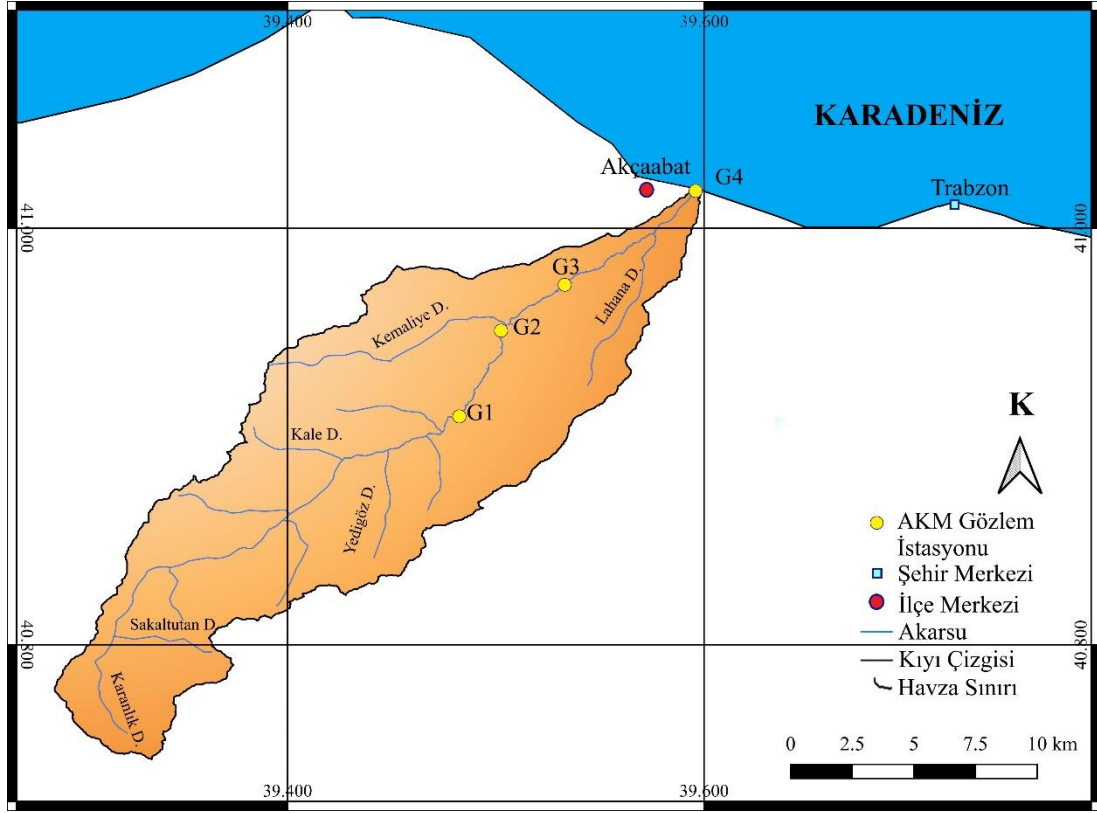 39.400
39.600
KARADENİZ
Akçaabat
G4
Trabzon
41.000
41.000
G3
Lahana D.
Kemaliye D.
G2
G1
Kale D.
Yedigöz D.
Sakaltutan D.
Karanlık D.
40.800
40.800
K
AKM Gözlem
İstasyonu
Şehir Merkezi
İlçe Merkezi
Akarsu
Kıyı Çizgisi
Havza Sınırı
0 2.5 5 7.5 10 km
39.400
39.600